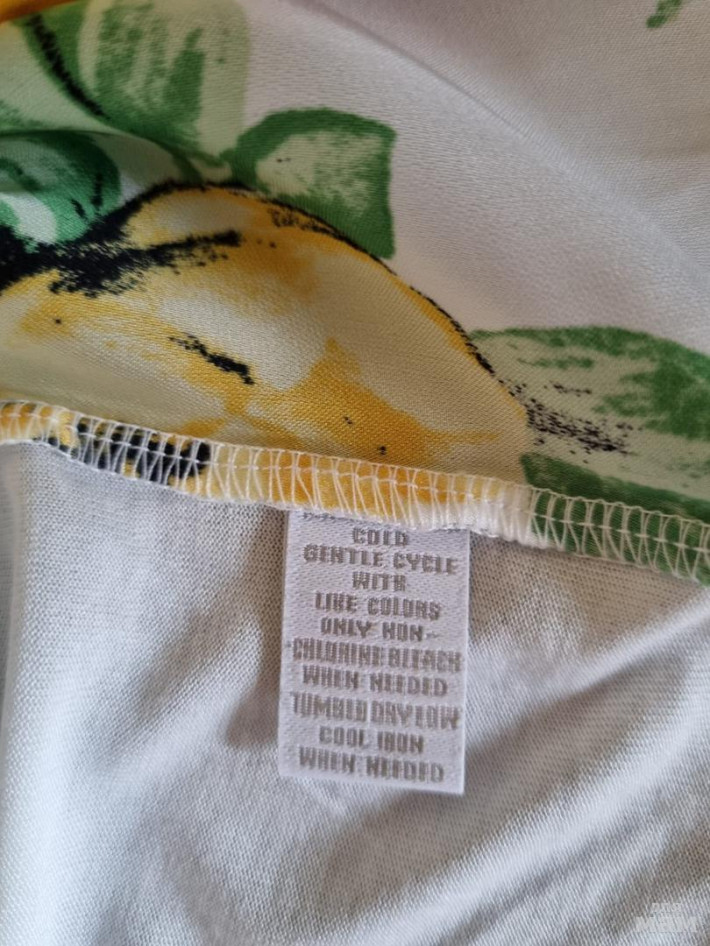 COLD
GENTLE CYCLE
WITH
LIKE COLORS
ONLY NON-
CHLORINE BLEACH
WHEN NEEDED
TUMBLE DRY LOW
COOL IRON
WHEN NEEDED